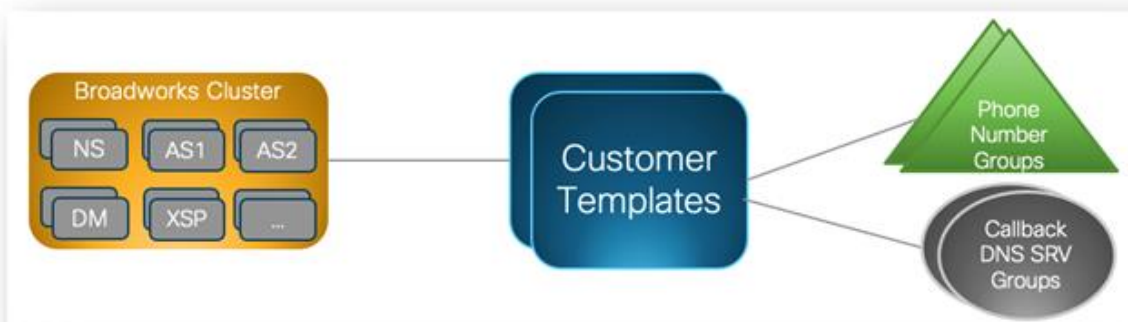 Broadworks Cluster
NS
AS1
AS2
DM
XSP
...
Customer
Templates
Phone
Number
Groups
Callback
DNS SRV
Groups